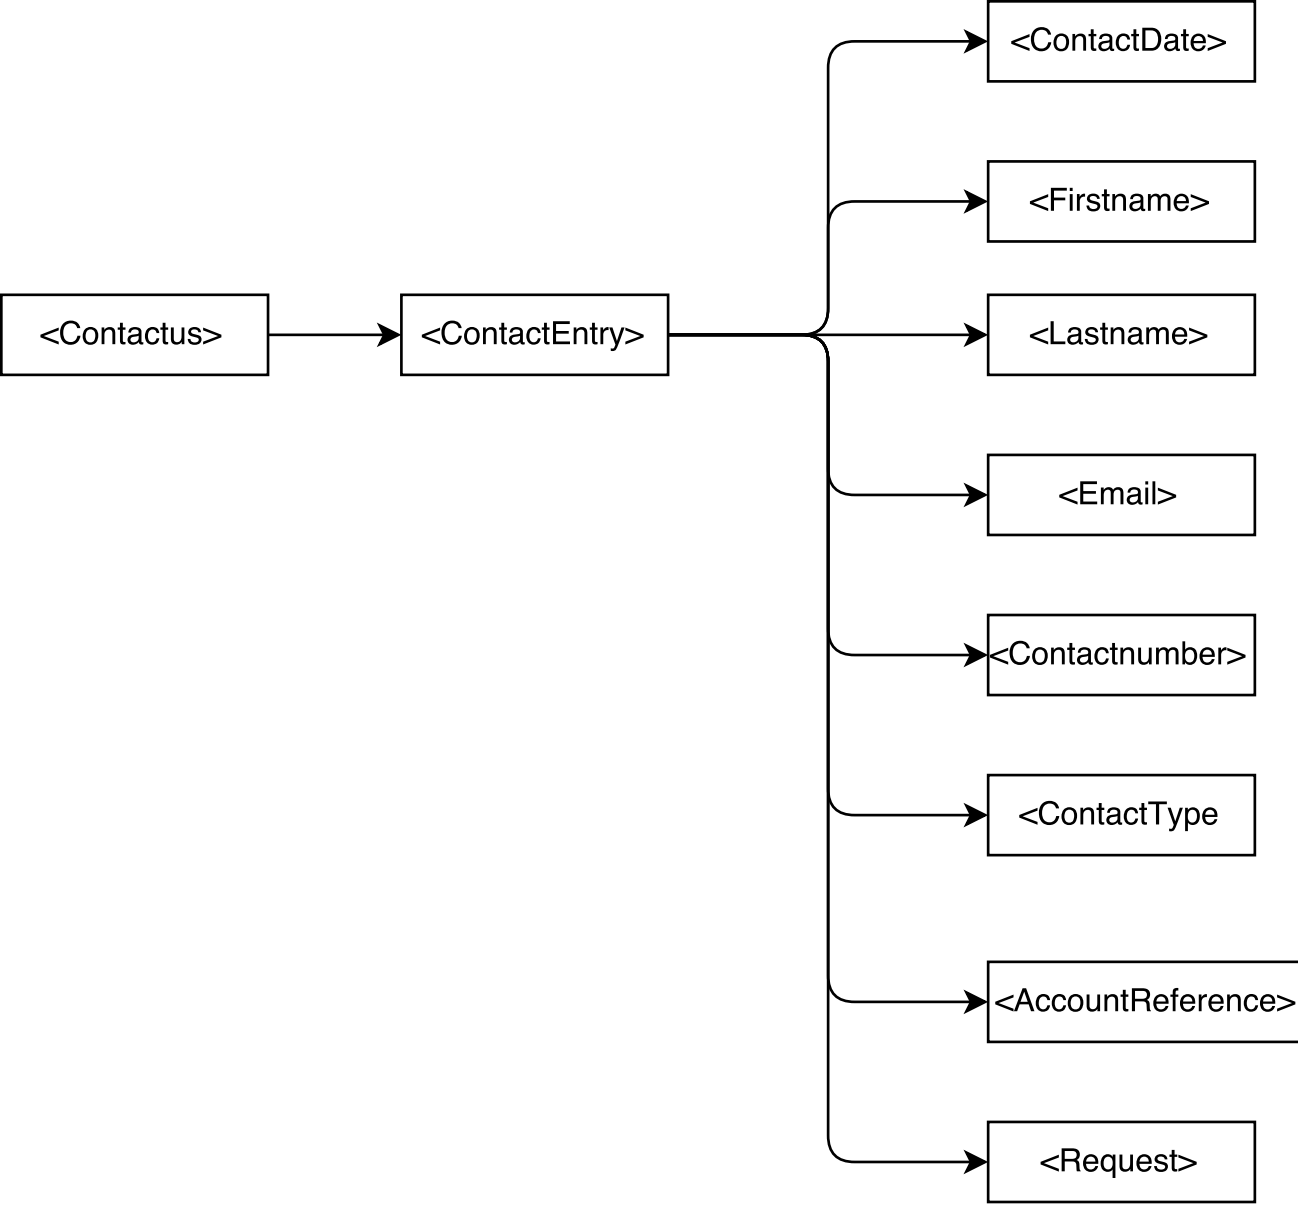 <Contactus>
<ContactEntry>
<ContactDate>
<Firstname>
<Lastname>
<Email>
<Contactnumber>
<ContactType
<AccountReference>
<Request>